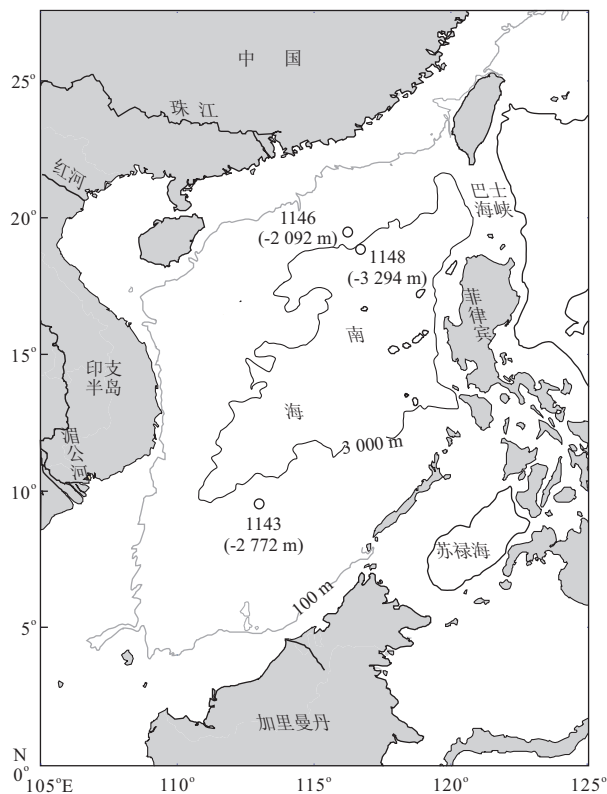 中 国
25°
珠 江
红河
巴士
海峡
20°
1146
(-2 092 m)
1148
(-3 294 m)
菲律宾
南
15°
印支
半岛
海
3 000 m
湄公河
10°
1143
(-2 772 m)
苏禄海
100 m
5°
加里曼丹
N
0°
105°E
110°
115°
120°
125°